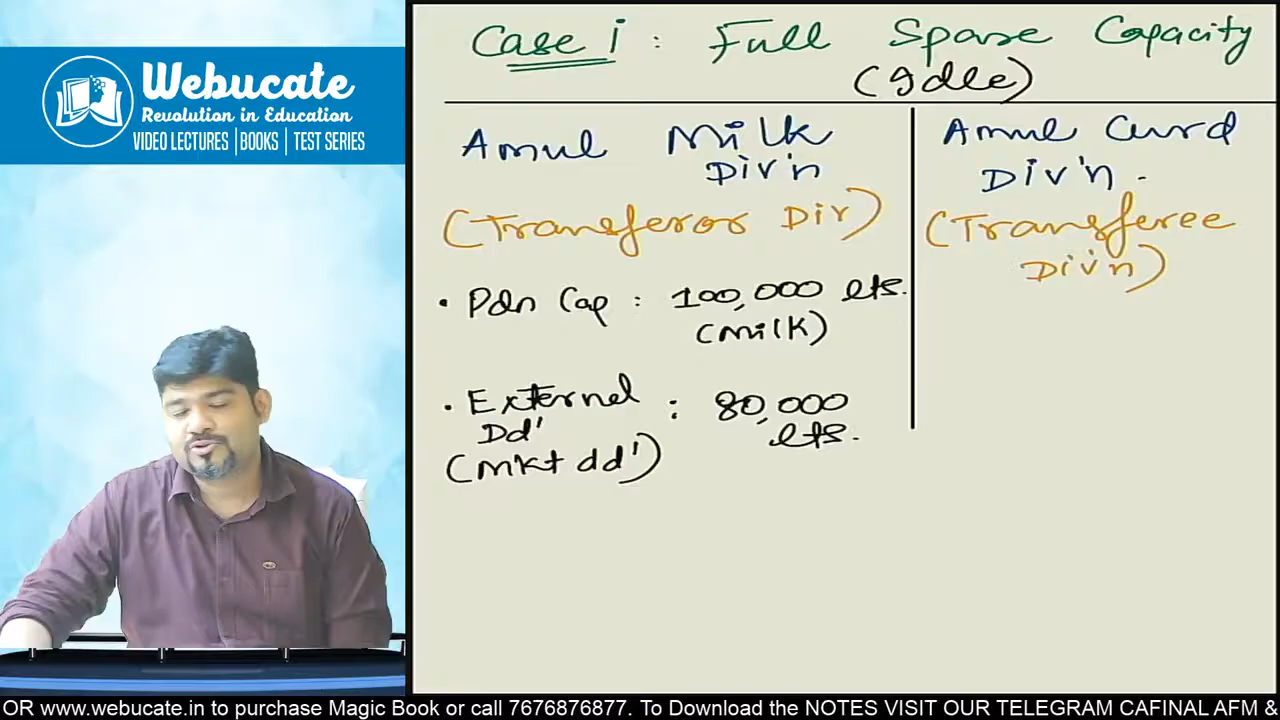 Webucate
Revolution in Education
VIDEO LECTURES | BOOKS | TEST SERIES
Case i : Full Spare Capacity
(Idle)
Amul Milk
Div'n
(Transferor Div)
• Pdn Cap : 100,000 lts.
(Milk)
• External : 80,000
Dd' lts.
(mkt dd')
Amul Curd
Div'n.
(Transferee
Div'n)
OR www.webucate.in to purchase Magic Book or call 7676876877. To Download the NOTES VISIT OUR TELEGRAM CAFINAL AFM &